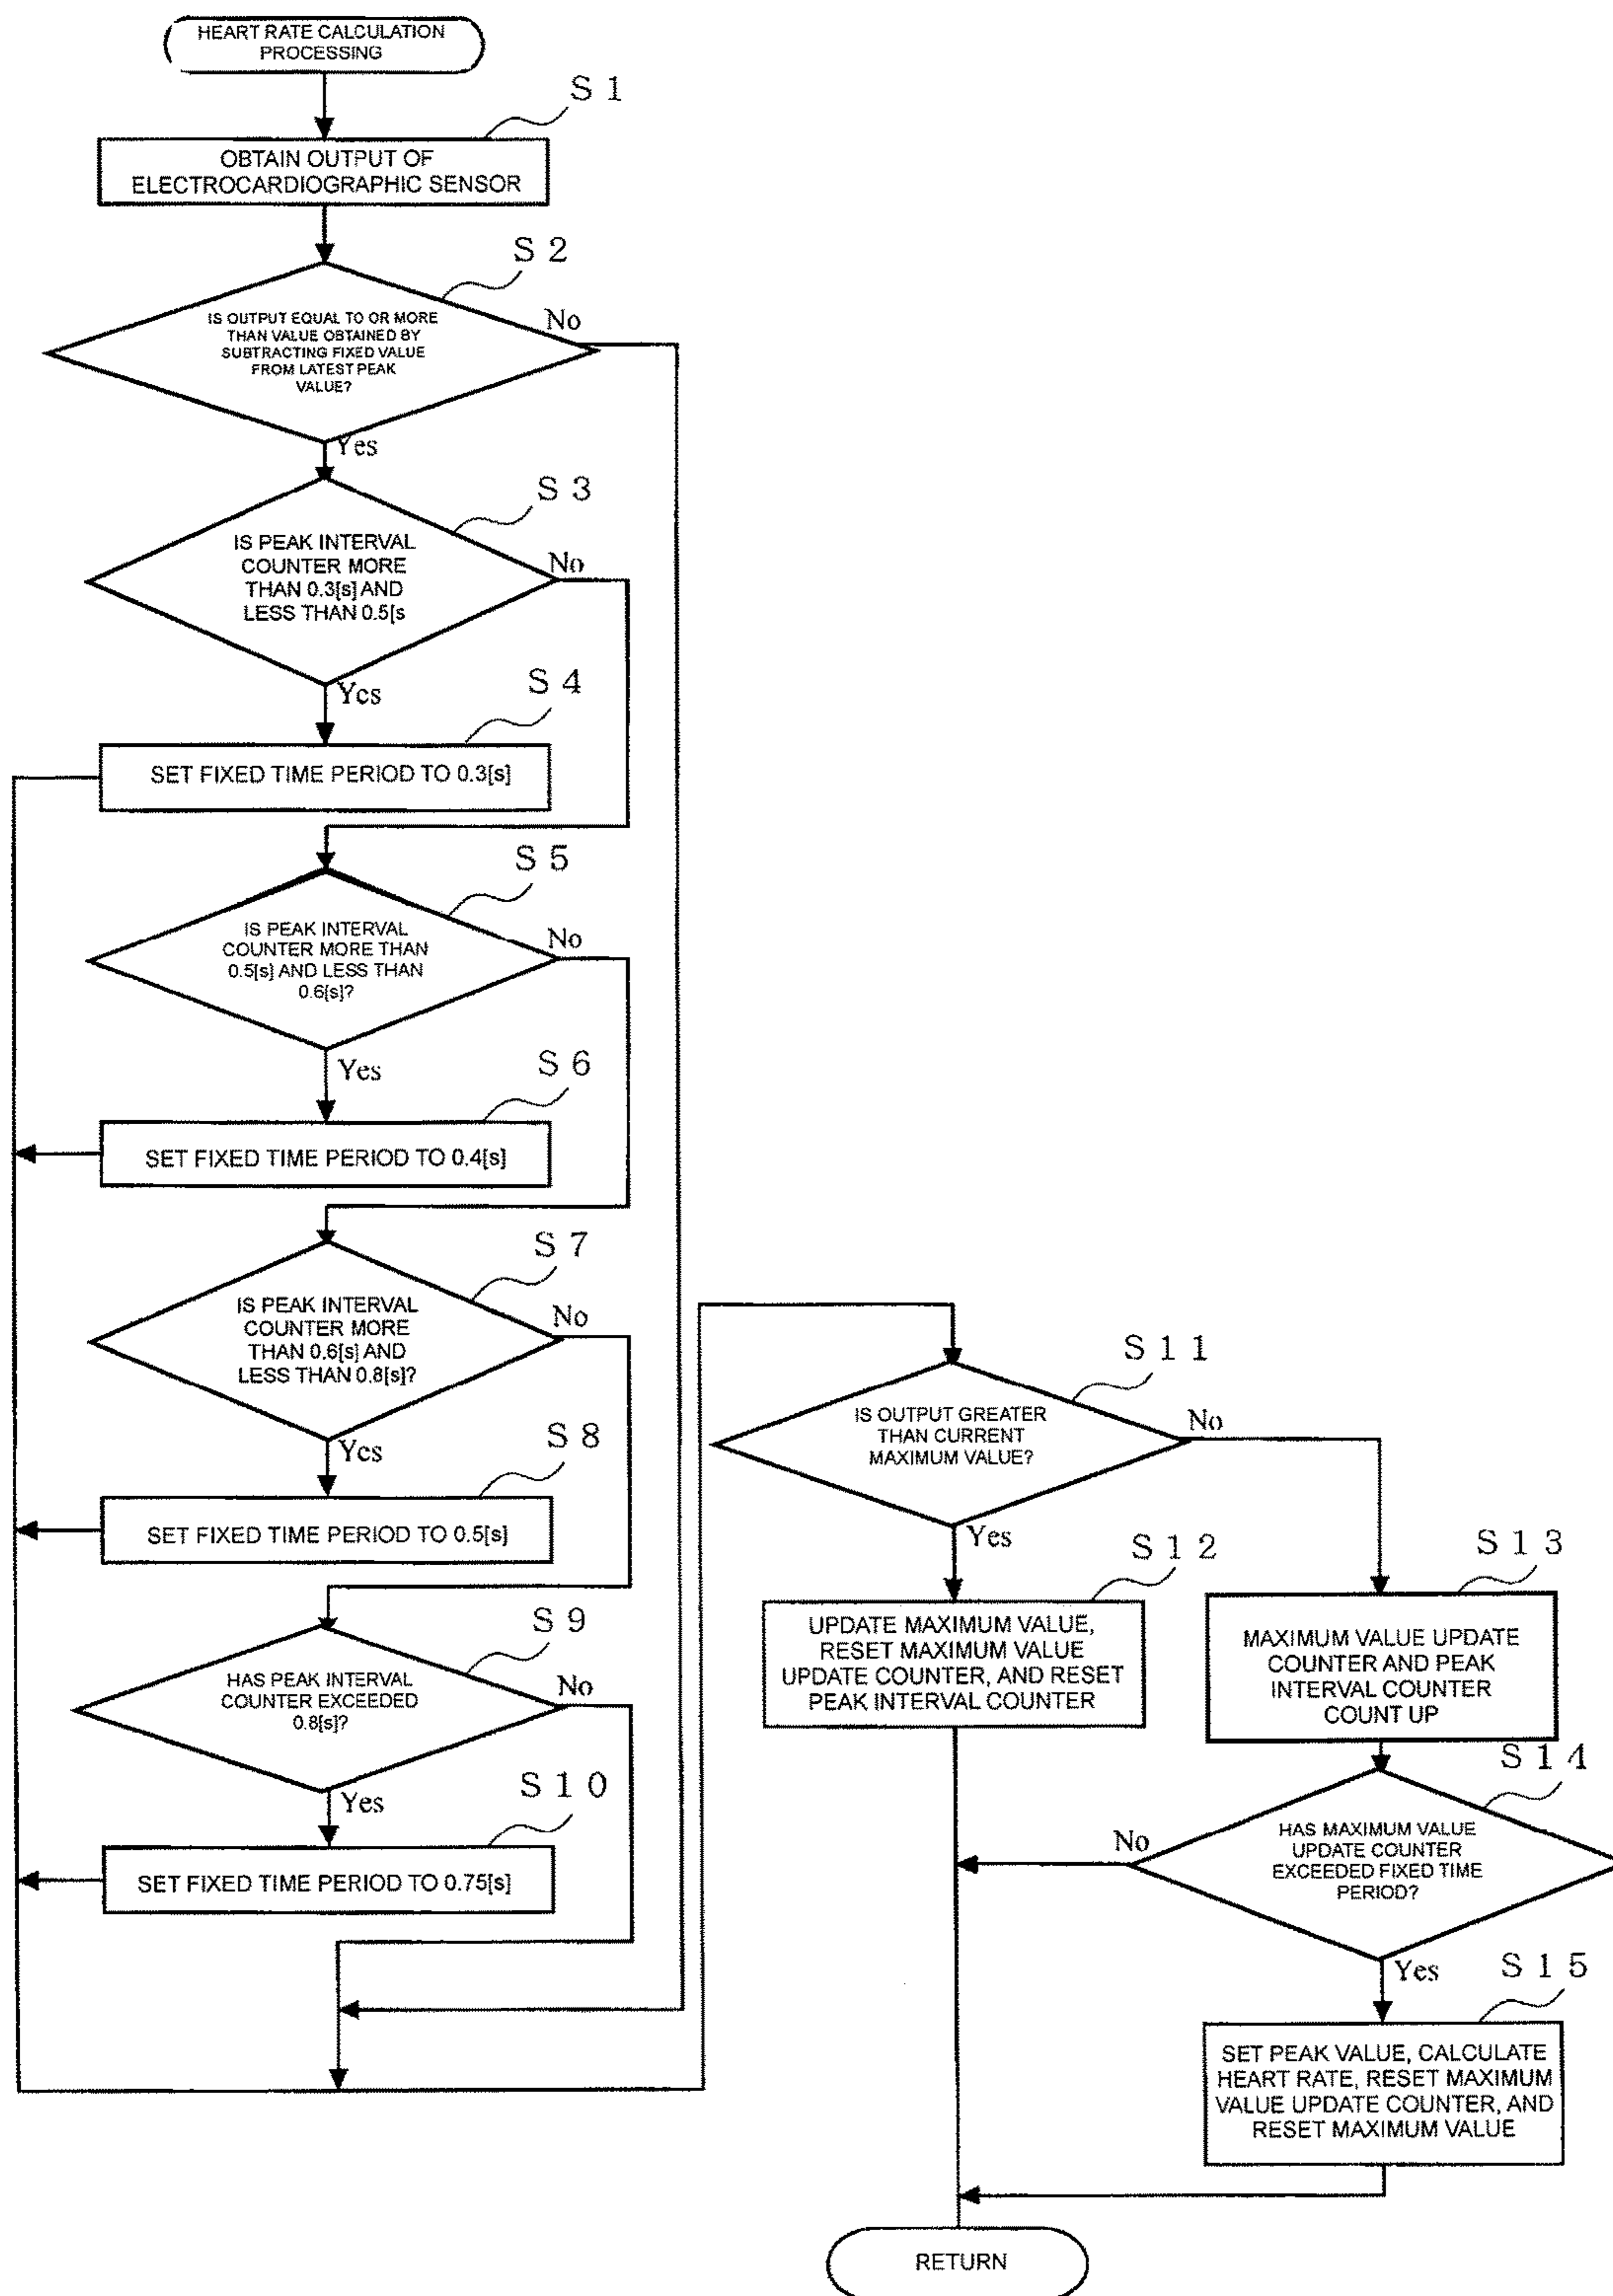 HEART RATE CALCULATION
PROCESSING
S 1
OBTAIN OUTPUT OF
ELECTROCARDIOGRAPHIC SENSOR
S 2
IS OUTPUT EQUAL TO OR MORE
THAN VALUE OBTAINED BY
SUBTRACTING FIXED VALUE
FROM LATEST PEAK
VALUE?
No
Yes
S 3
IS PEAK INTERVAL
COUNTER MORE
THAN 0.3[s] AND
LESS THAN 0.5[s
No
Yes
S 4
SET FIXED TIME PERIOD TO 0.3[s]
S 5
IS PEAK INTERVAL
COUNTER MORE THAN
0.5[s] AND LESS THAN
0.6[s]?
No
Yes
S 6
SET FIXED TIME PERIOD TO 0.4[s]
S 7
IS PEAK INTERVAL
COUNTER MORE
THAN 0.6[s] AND
LESS THAN 0.8[s]?
No
Yes
S 8
SET FIXED TIME PERIOD TO 0.5[s]
S 9
HAS PEAK INTERVAL
COUNTER EXCEEDED
0.8[s]?
No
Yes
S 1 0
SET FIXED TIME PERIOD TO 0.75[s]
S 1 1
IS OUTPUT GREATER
THAN CURRENT
MAXIMUM VALUE?
No
Yes
S 1 2
UPDATE MAXIMUM VALUE,
RESET MAXIMUM VALUE
UPDATE COUNTER, AND RESET
PEAK INTERVAL COUNTER
S 1 3
MAXIMUM VALUE UPDATE
COUNTER AND PEAK
INTERVAL COUNTER
COUNT UP
S 1 4
HAS MAXIMUM VALUE
UPDATE COUNTER
EXCEEDED FIXED TIME
PERIOD?
No
Yes
S 1 5
SET PEAK VALUE, CALCULATE
HEART RATE, RESET MAXIMUM
VALUE UPDATE COUNTER, AND
RESET MAXIMUM VALUE
RETURN